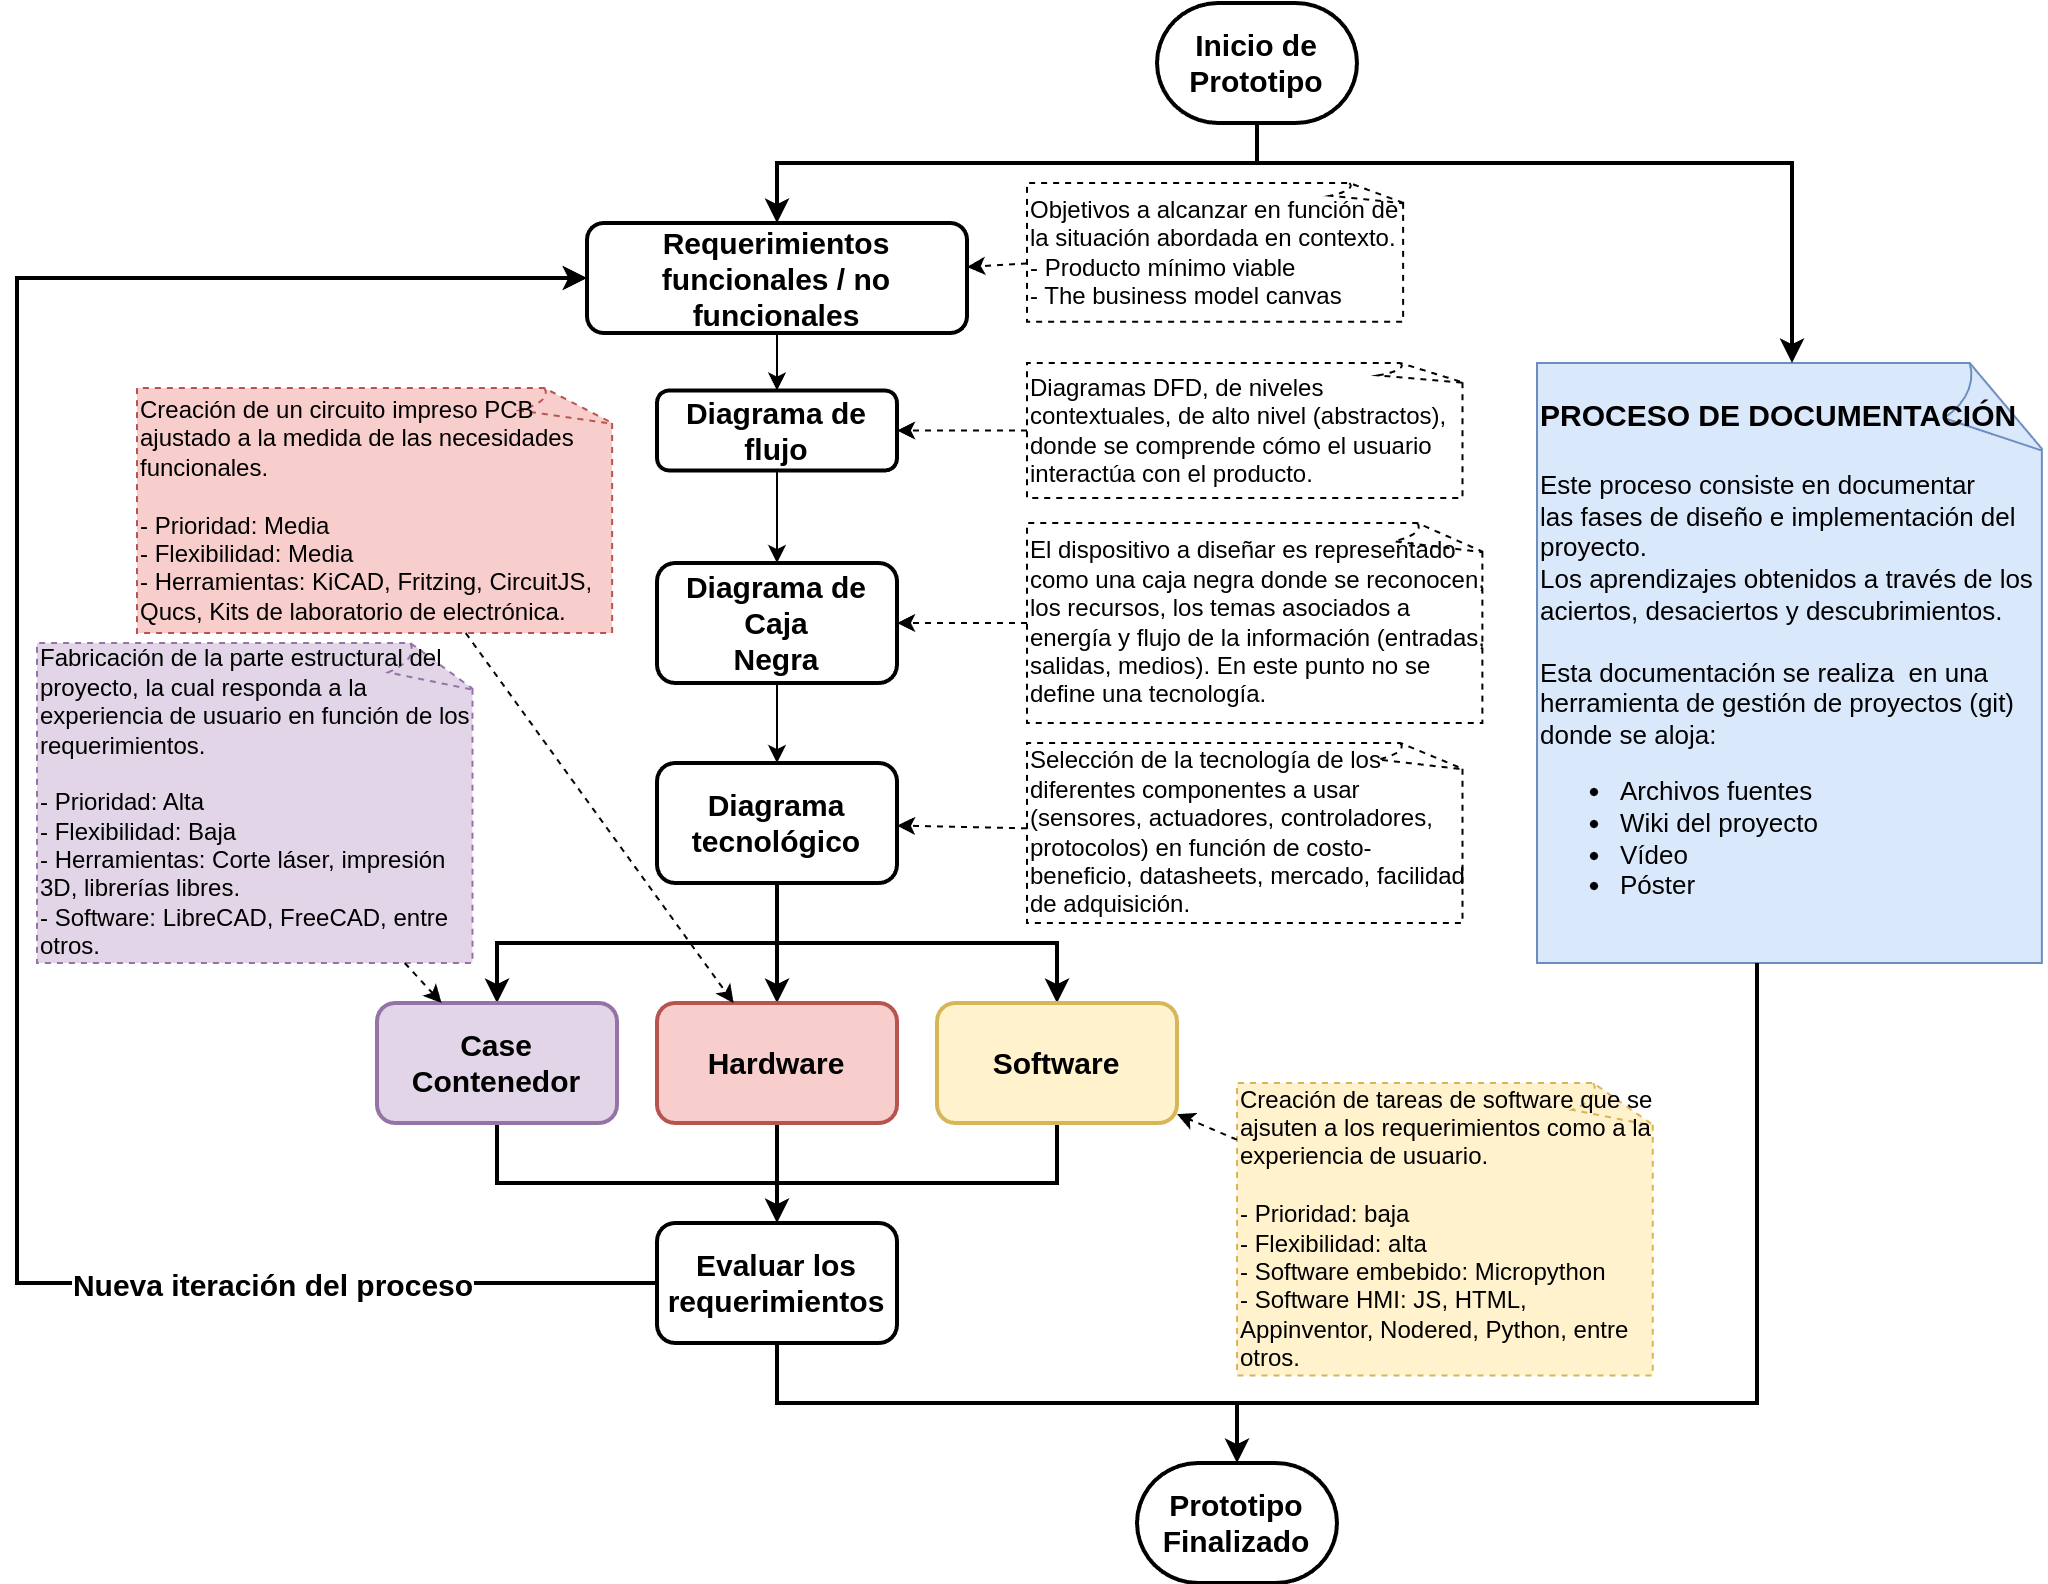 Inicio de
Prototipo
Requerimientos
funcionales / no
funcionales
Objetivos a alcanzar en función de
la situación abordada en contexto.
- Producto mínimo viable
- The business model canvas
Diagrama de
flujo
Diagramas DFD, de niveles
contextuales, de alto nivel (abstractos),
donde se comprende cómo el usuario
interactúa con el producto.
Creación de un circuito impreso PCB
ajustado a la medida de las necesidades
funcionales.
- Prioridad: Media
- Flexibilidad: Media
- Herramientas: KiCAD, Fritzing, CircuitJS,
Qucs, Kits de laboratorio de electrónica.
Diagrama de
Caja
Negra
El dispositivo a diseñar es representado
como una caja negra donde se reconocen
los recursos, los temas asociados a
energía y flujo de la información (entradas,
salidas, medios). En este punto no se
define una tecnología.
Fabricación de la parte estructural del
proyecto, la cual responda a la
experiencia de usuario en función de los
requerimientos.
- Prioridad: Alta
- Flexibilidad: Baja
- Herramientas: Corte láser, impresión
3D, librerías libres.
- Software: LibreCAD, FreeCAD, entre
otros.
Diagrama
tecnológico
Selección de la tecnología de los
diferentes componentes a usar
(sensores, actuadores, controladores,
protocolos) en función de costo-
beneficio, datasheets, mercado, facilidad
de adquisición.
PROCESO DE DOCUMENTACIÓN
Este proceso consiste en documentar
las fases de diseño e implementación del
proyecto.
Los aprendizajes obtenidos a través de los
aciertos, desaciertos y descubrimientos.
Esta documentación se realiza en una
herramienta de gestión de proyectos (git)
donde se aloja:
• Archivos fuentes
• Wiki del proyecto
• Vídeo
• Póster
Case
Contenedor
Hardware
Software
Creación de tareas de software que se
ajsuten a los requerimientos como a la
experiencia de usuario.
- Prioridad: baja
- Flexibilidad: alta
- Software embebido: Micropython
- Software HMI: JS, HTML,
Appinventor, Nodered, Python, entre
otros.
Evaluar los
requerimientos
Nueva iteración del proceso
Prototipo
Finalizado